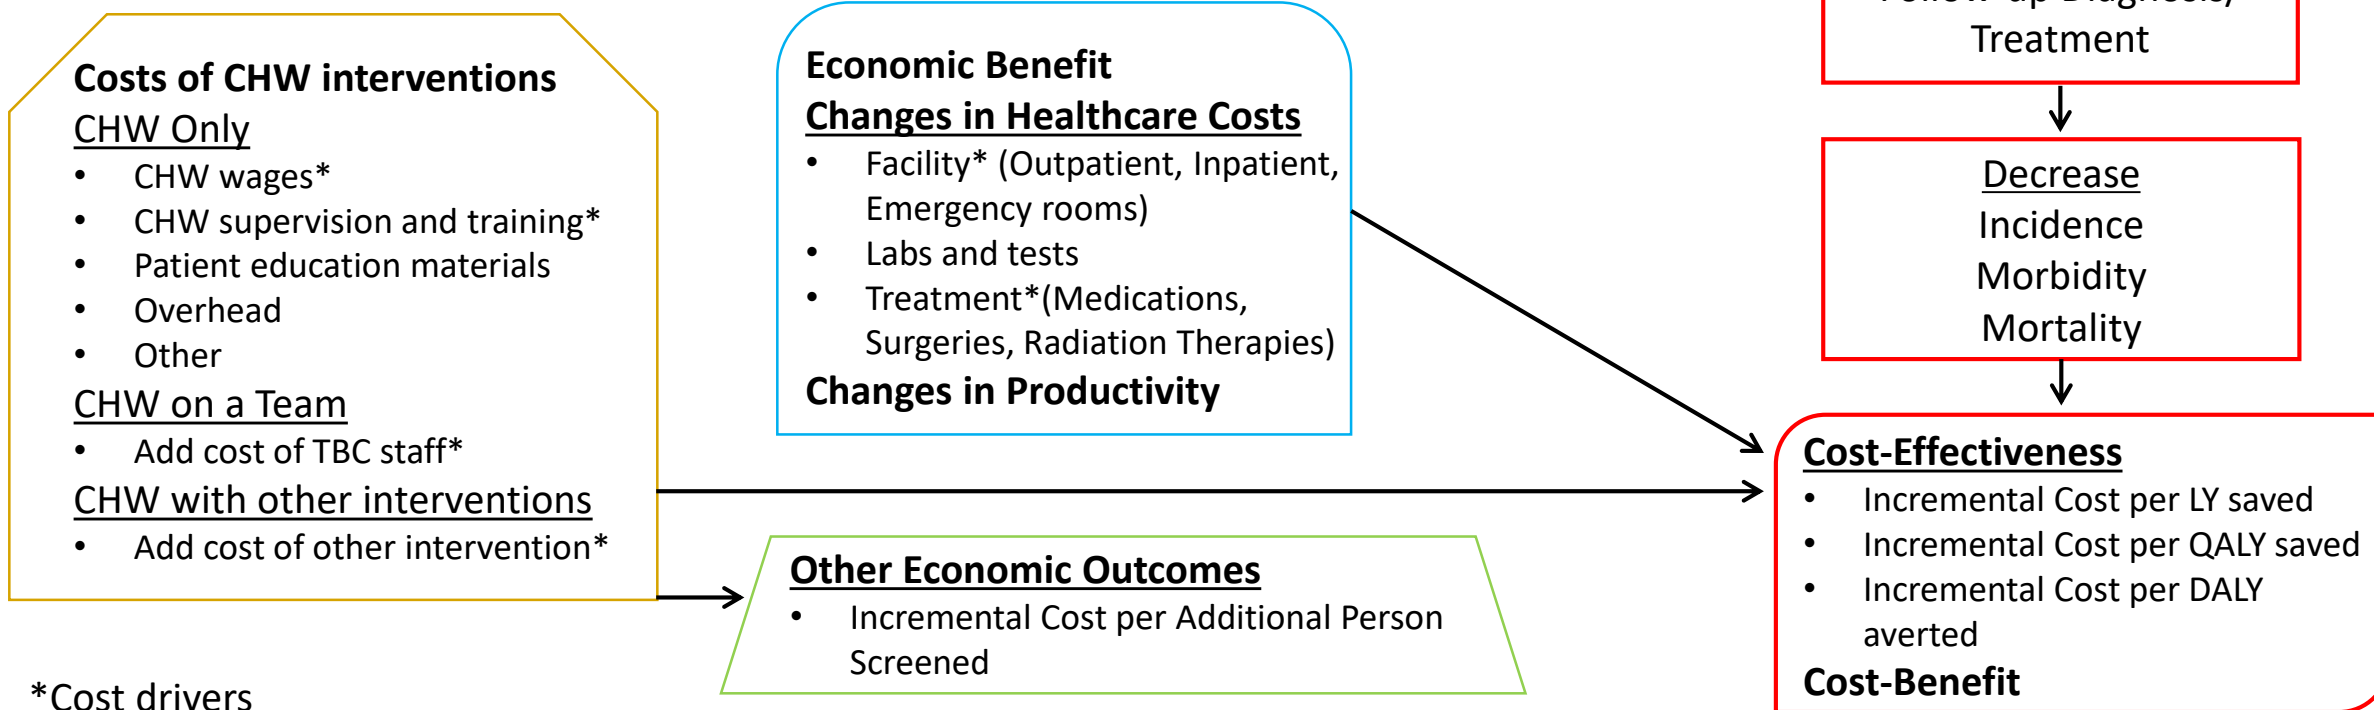 Costs of CHW interventions
CHW Only
• CHW wages*
• CHW supervision and training*
• Patient education materials
• Overhead
• Other
CHW on a Team
• Add cost of TBC staff*
CHW with other interventions
• Add cost of other intervention*
*Cost drivers
Economic Benefit
Changes in Healthcare Costs
• Facility* (Outpatient, Inpatient,
Emergency rooms)
• Labs and tests
• Treatment*(Medications,
Surgeries, Radiation Therapies)
Changes in Productivity
Other Economic Outcomes
• Incremental Cost per Additional Person
Screened
Follow-up Diagnosis/
Treatment
Decrease
Incidence
Morbidity
Mortality
Cost-Effectiveness
• Incremental Cost per LY saved
• Incremental Cost per QALY saved
• Incremental Cost per DALY
averted
Cost-Benefit